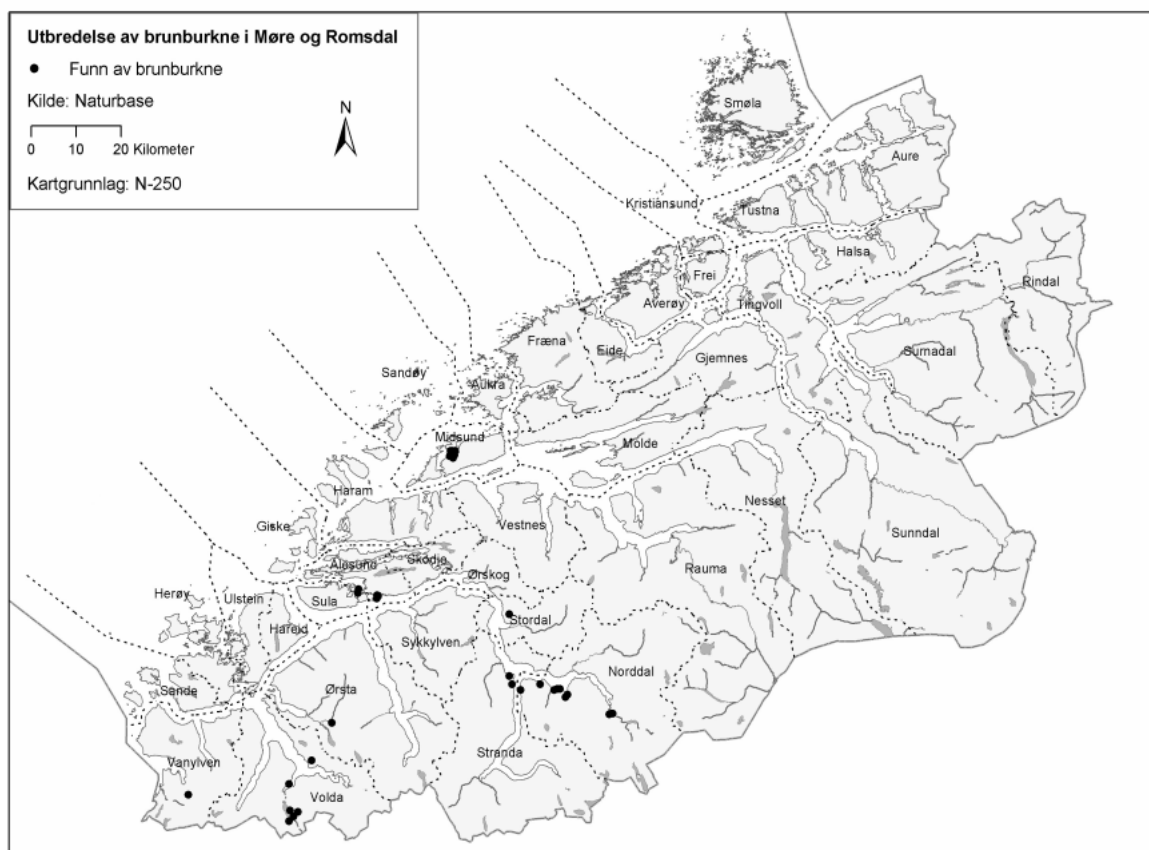 Utbredelse av brunburkne i Møre og Romsdal
Funn av brunburkne
Kilde: Naturbase
N
0 10 20 Kilometer
Kartgrunnlag: N-250
Smøla
Aure
Kristiansund
Tustna
Halsa
Frei
Rindal
Averøy
Tingvoll
Fræna
Eide
Surnadal
Gjemnes
Sandøy
Aukra
Midsund
Molde
Haram
Nesset
Giske
Vestnes
Sunndal
Ålesund
Skodje
Rauma
Ørskog
Herøy
Ulstein
Sula
Stordal
Hareid
Sykkylven
Norddal
Sande
Ørsta
Stranda
Vanylven
Volda